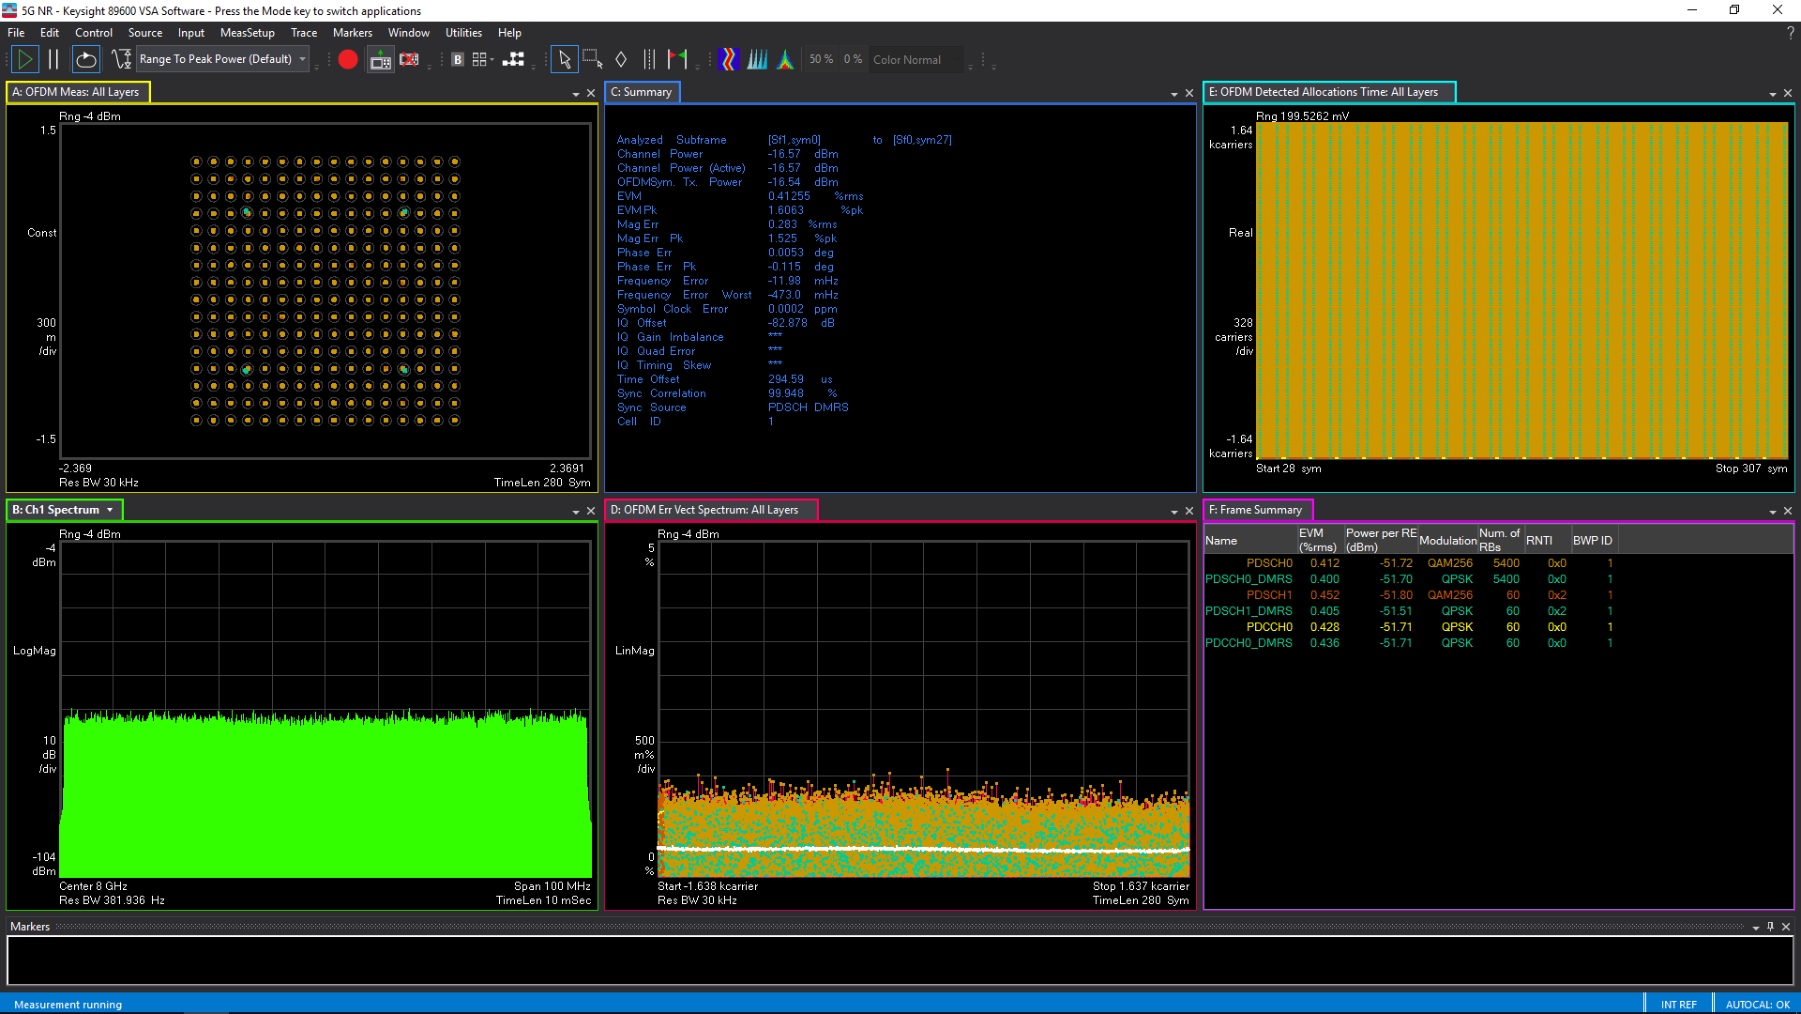 5G NR - Keysight 89600 VSA Software - Press the Mode key to switch applications
File Edit Control Source Input MeasSetup Trace Markers Window Utilities Help
?
Range To Peak Power (Default) B 50 % 0 % Color Normal
A: OFDM Meas: All Layers
Rng -4 dBm
1.5
Const
300
m
/div
-1.5
-2.369 2.3691
Res BW 30 kHz TimeLen 280 Sym
C: Summary
Analyzed Subframe [Sf1,sym0] to [Sf0,sym27]
Channel Power -16.57 dBm
Channel Power (Active) -16.57 dBm
OFDMSym. Tx. Power -16.54 dBm
EVM 0.41255 %rms
EVM Pk 1.6063 %pk
Mag Err 0.283 %rms
Mag Err Pk 1.525 %pk
Phase Err 0.0053 deg
Phase Err Pk -0.115 deg
Frequency Error -11.98 mHz
Frequency Error Worst -473.0 mHz
Symbol Clock Error 0.0002 ppm
IQ Offset -82.878 dB
IQ Gain Imbalance ***
IQ Quad Error ***
IQ Timing Skew ***
Time Offset 294.59 us
Sync Correlation 99.948 %
Sync Source PDSCH DMRS
Cell ID 1
E: OFDM Detected Allocations Time: All Layers
Rng 199.5262 mV
1.64
kcarriers
Real
328
carriers
/div
-1.64
kcarriers
Start 28 sym Stop 307 sym
B: Ch1 Spectrum
Rng -4 dBm
-4
dBm
LogMag
10
dB
/div
-104
dBm
Center 8 GHz Span 100 MHz
Res BW 381.936 Hz TimeLen 10 mSec
D: OFDM Err Vect Spectrum: All Layers
Rng -4 dBm
5
%
LinMag
500
m%
/div
0
%
Start -1.638 kcarrier Stop 1.637 kcarrier
Res BW 30 kHz TimeLen 280 Sym
F: Frame Summary
Name EVM (%rms) Power per RE (dBm) Modulation Num. of RBs RNTI BWP ID
PDSCH0 0.412 -51.72 QAM256 5400 0x0 1
PDSCH0_DMRS 0.400 -51.70 QPSK 5400 0x0 1
PDSCH1 0.452 -51.80 QAM256 60 0x2 1
PDSCH1_DMRS 0.405 -51.51 QPSK 60 0x2 1
PDCCH0 0.428 -51.71 QPSK 60 0x0 1
PDCCH0_DMRS 0.436 -51.71 QPSK 60 0x0 1
Markers
Measurement running INT REF AUTOCAL: OK